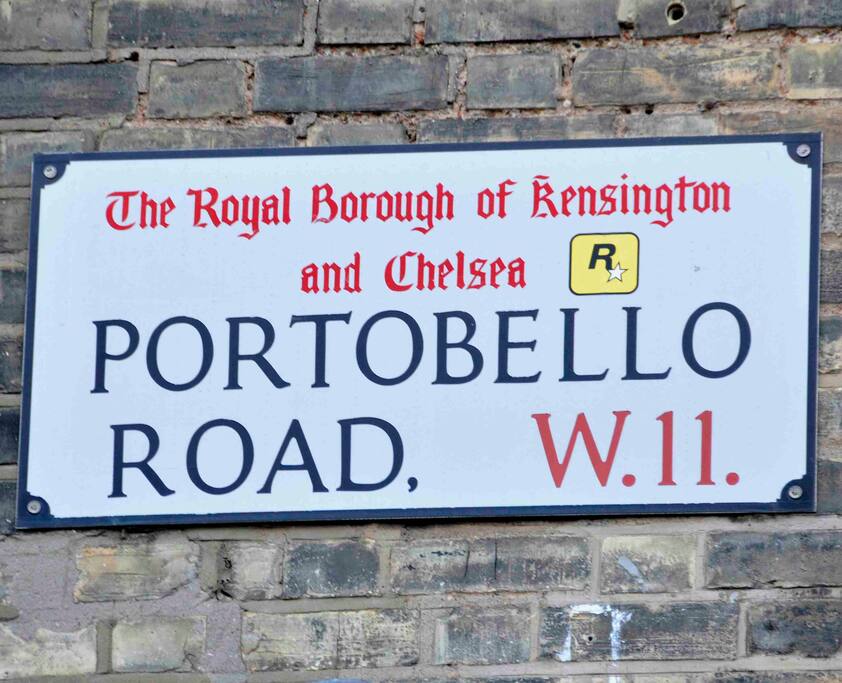 The Royal Borough of Kensington
and Chelsea R
PORTOBELLO
ROAD, W.11.